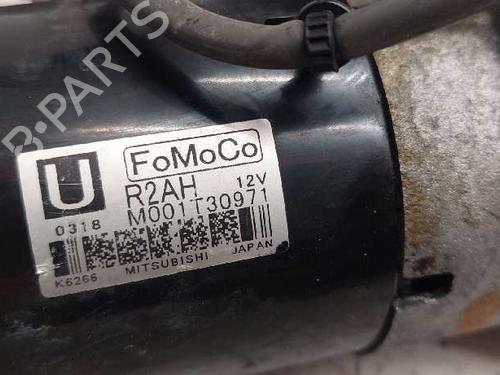 B-PARTS
U
FoMoCo
R2AH 12V
M001T30971
0318
K6266 MITSUBISHI JAPAN